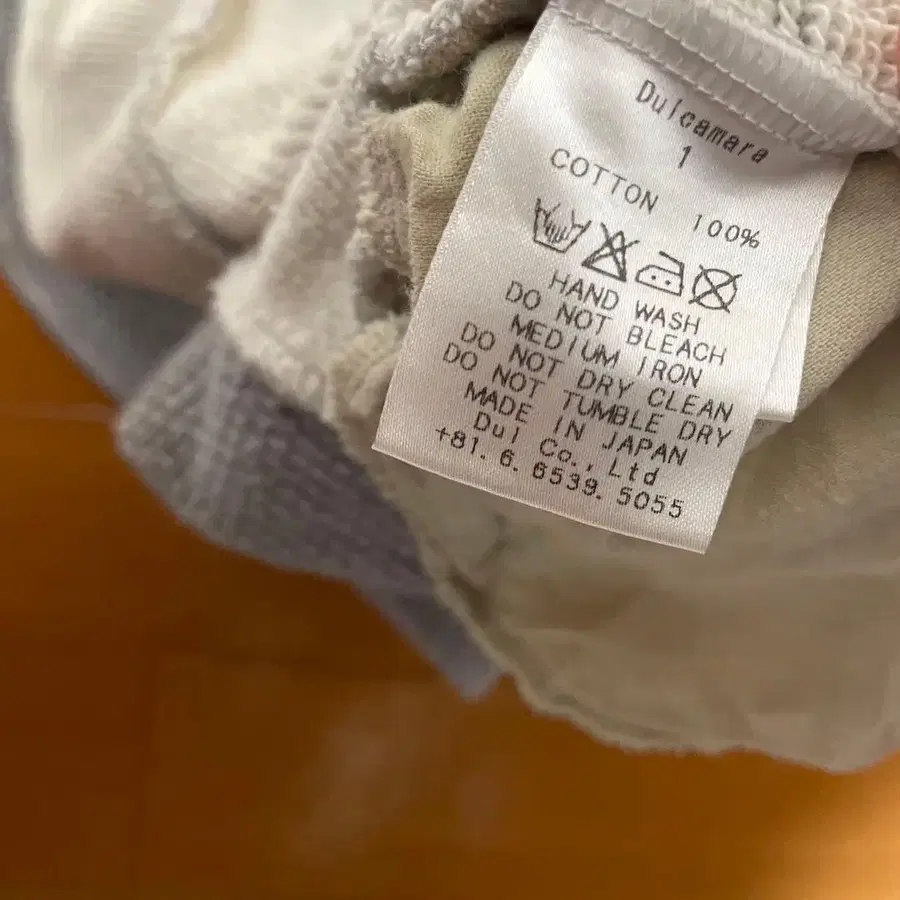 Dulcamara
1
COTTON 100%
HAND WASH
DO NOT BLEACH
MEDIUM IRON
DO NOT DRY CLEAN
DO NOT TUMBLE DRY
MADE IN JAPAN
Dul Co., Ltd
+81. 6. 6539. 5055